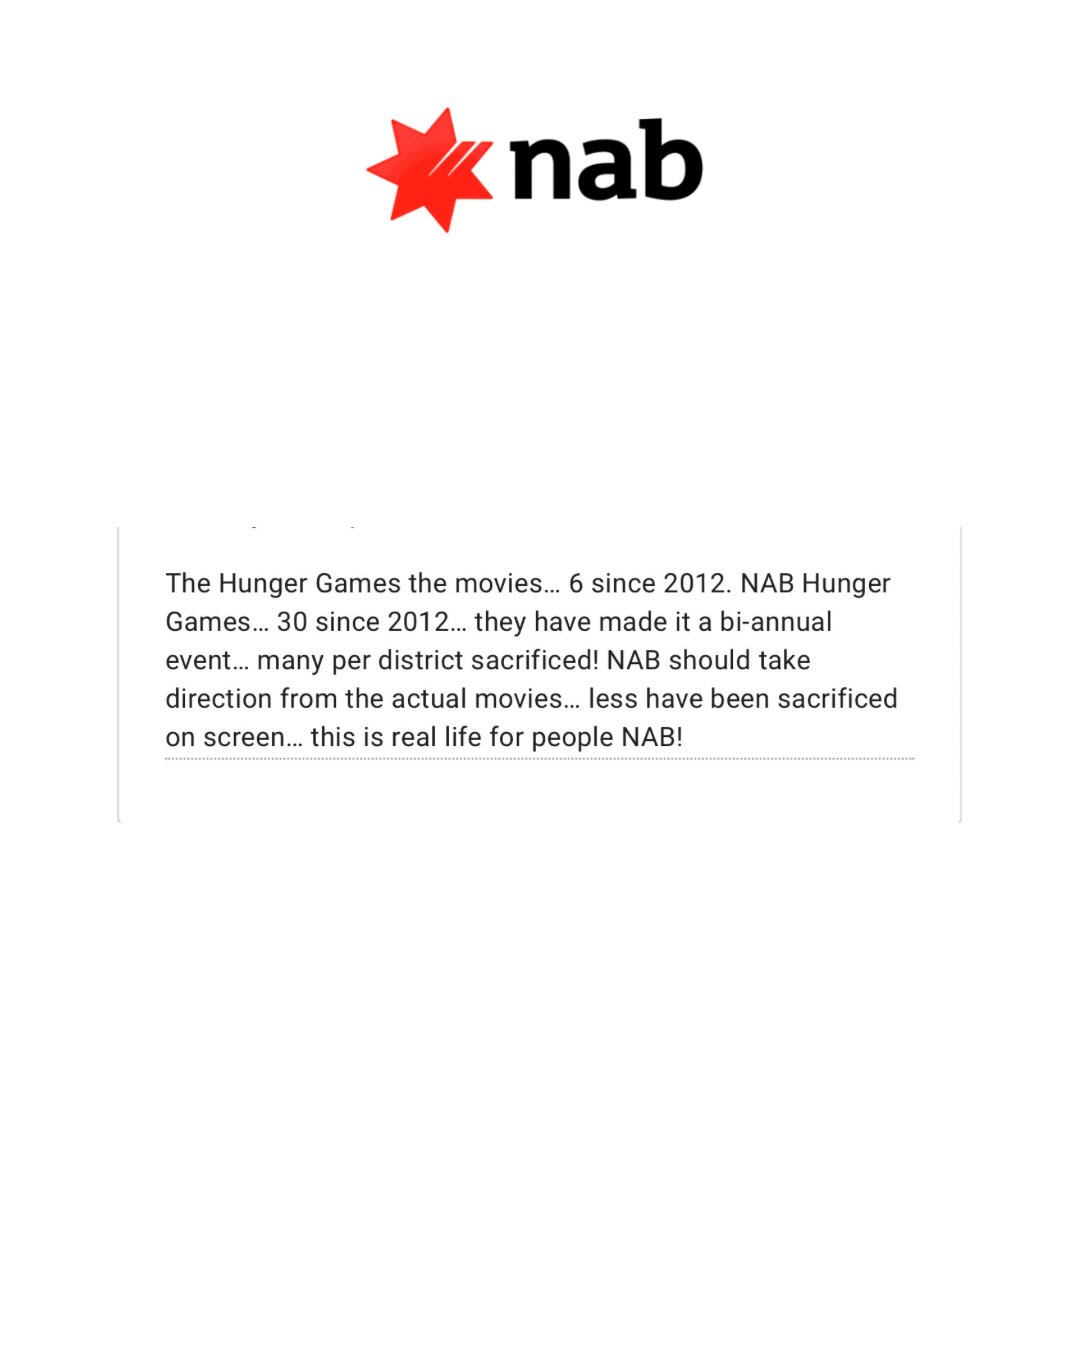 nab
The Hunger Games the movies… 6 since 2012. NAB Hunger
Games… 30 since 2012… they have made it a bi-annual
event… many per district sacrificed! NAB should take
direction from the actual movies… less have been sacrificed
on screen… this is real life for people NAB!